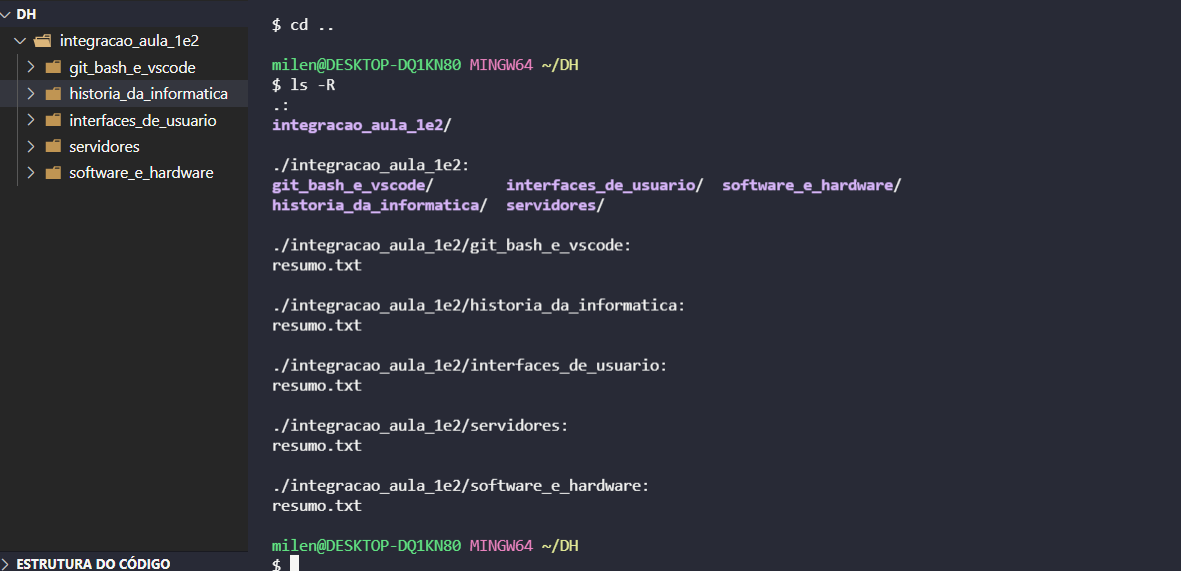 DH
integracao_aula_1e2
git_bash_e_vscode
historia_da_informatica
interfaces_de_usuario
servidores
software_e_hardware
ESTRUTURA DO CÓDIGO
$ cd ..
milen@DESKTOP-DQ1KN80 MINGW64 ~/DH
$ ls -R
.:
integracao_aula_1e2/
./integracao_aula_1e2:
git_bash_e_vscode/ interfaces_de_usuario/ software_e_hardware/
historia_da_informatica/ servidores/
./integracao_aula_1e2/git_bash_e_vscode:
resumo.txt
./integracao_aula_1e2/historia_da_informatica:
resumo.txt
./integracao_aula_1e2/interfaces_de_usuario:
resumo.txt
./integracao_aula_1e2/servidores:
resumo.txt
./integracao_aula_1e2/software_e_hardware:
resumo.txt
milen@DESKTOP-DQ1KN80 MINGW64 ~/DH
$